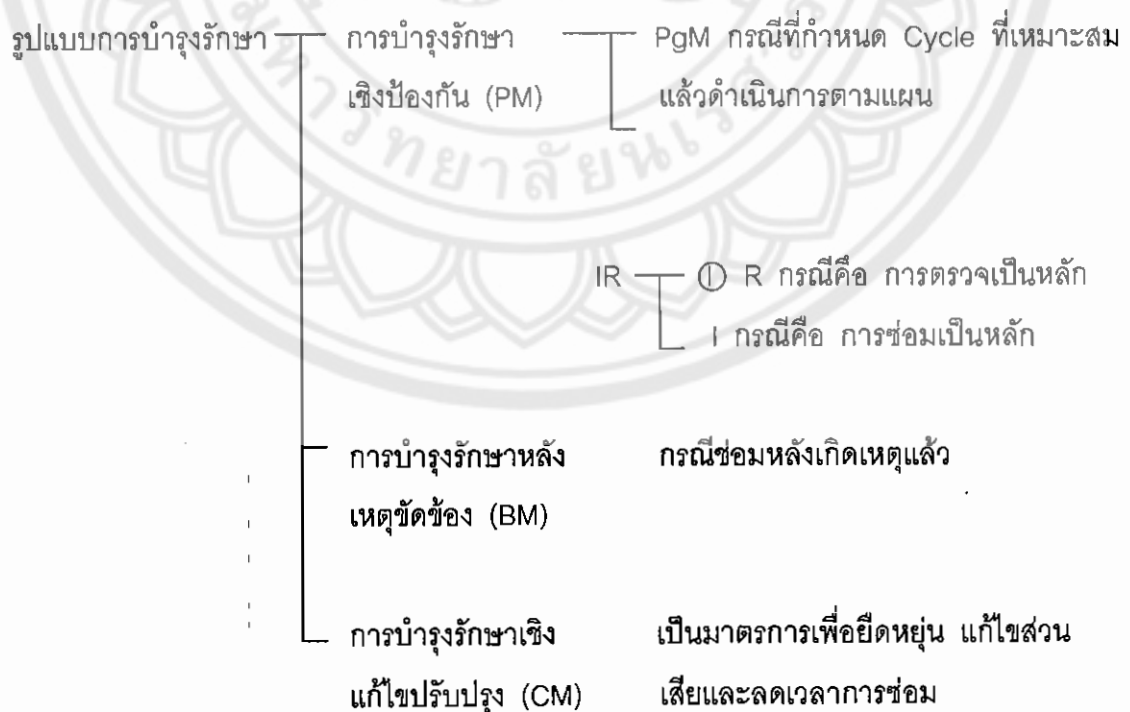 รูปแบบการบำรุงรักษา การบำรุงรักษา PgM กรณีที่กำหนด Cycle ที่เหมาะสม
เชิงป้องกัน (PM) แล้วดำเนินการตามแผน
IR Ⓘ R กรณีคือ การตรวจเป็นหลัก
I กรณีคือ การซ่อมเป็นหลัก
การบำรุงรักษาหลัง กรณีซ่อมหลังเกิดเหตุแล้ว
เหตุขัดข้อง (BM)
การบำรุงรักษาเชิง เป็นมาตรการเพื่อยืดหยุ่น แก้ไขส่วน
แก้ไขปรับปรุง (CM) เสียและลดเวลาการซ่อม